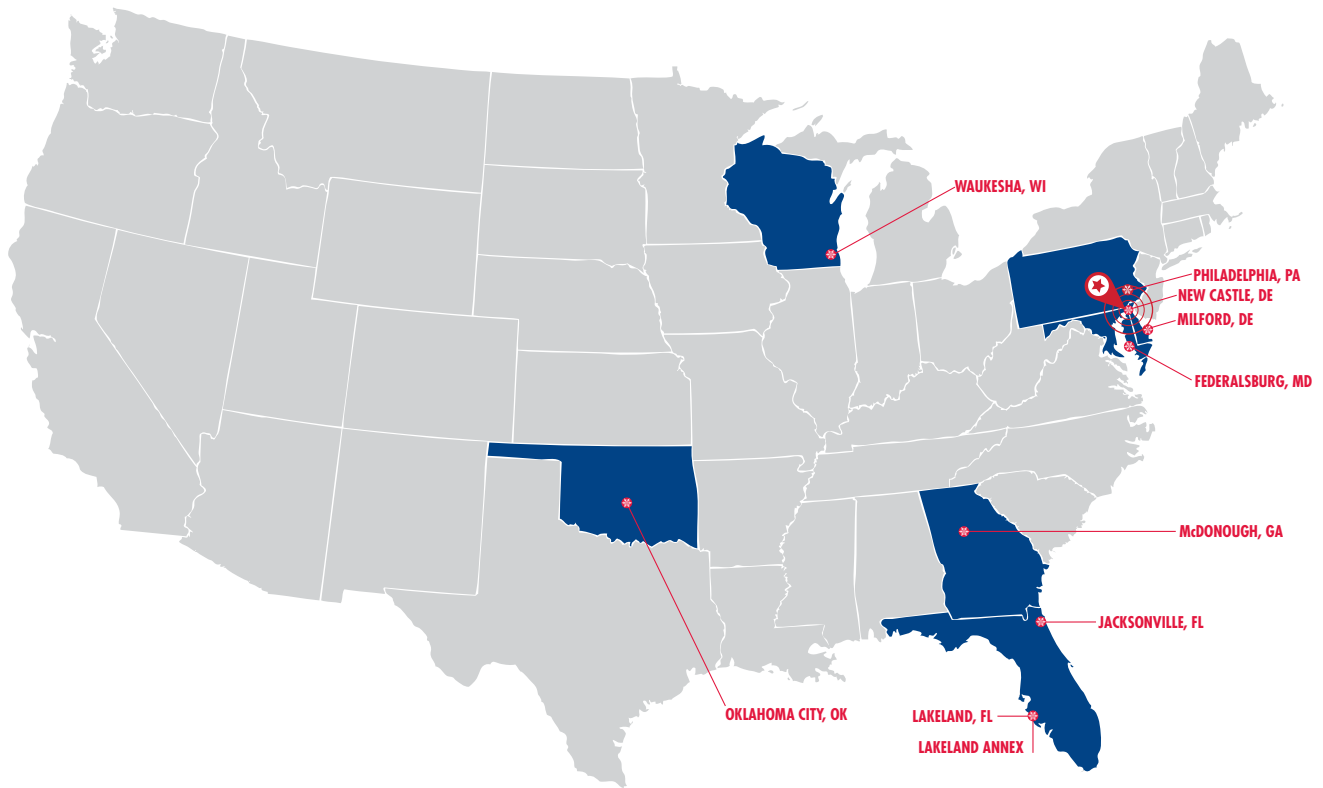 WAUKESHA, WI
PHILADELPHIA, PA
NEW CASTLE, DE
MILFORD, DE
FEDERALSBURG, MD
McDONOUGH, GA
JACKSONVILLE, FL
OKLAHOMA CITY, OK
LAKELAND, FL
LAKELAND ANNEX